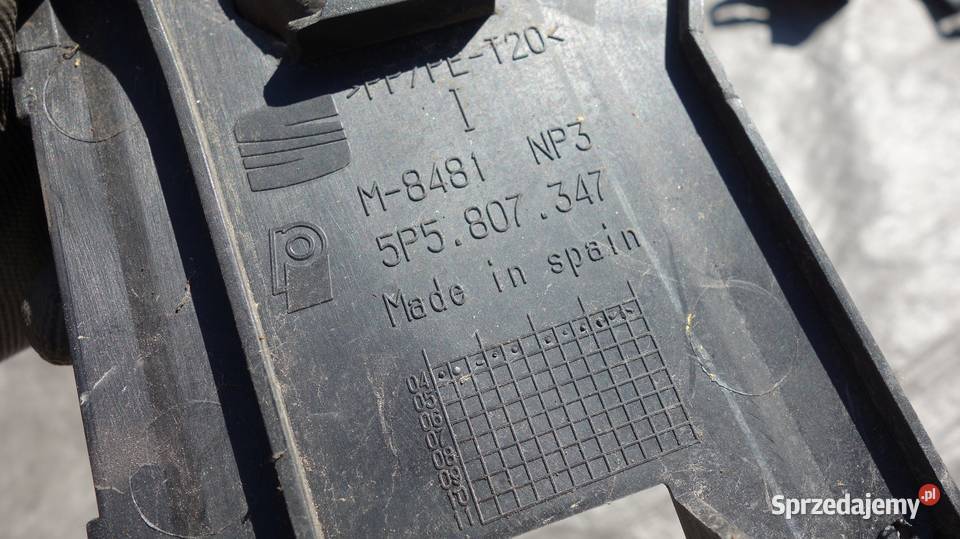 >PP/PE-T20<
I
M-8481 NP3
5P5.807.347
Made in spain
04
05
06
07
08
09
10
11
Sprzedajemy.pl